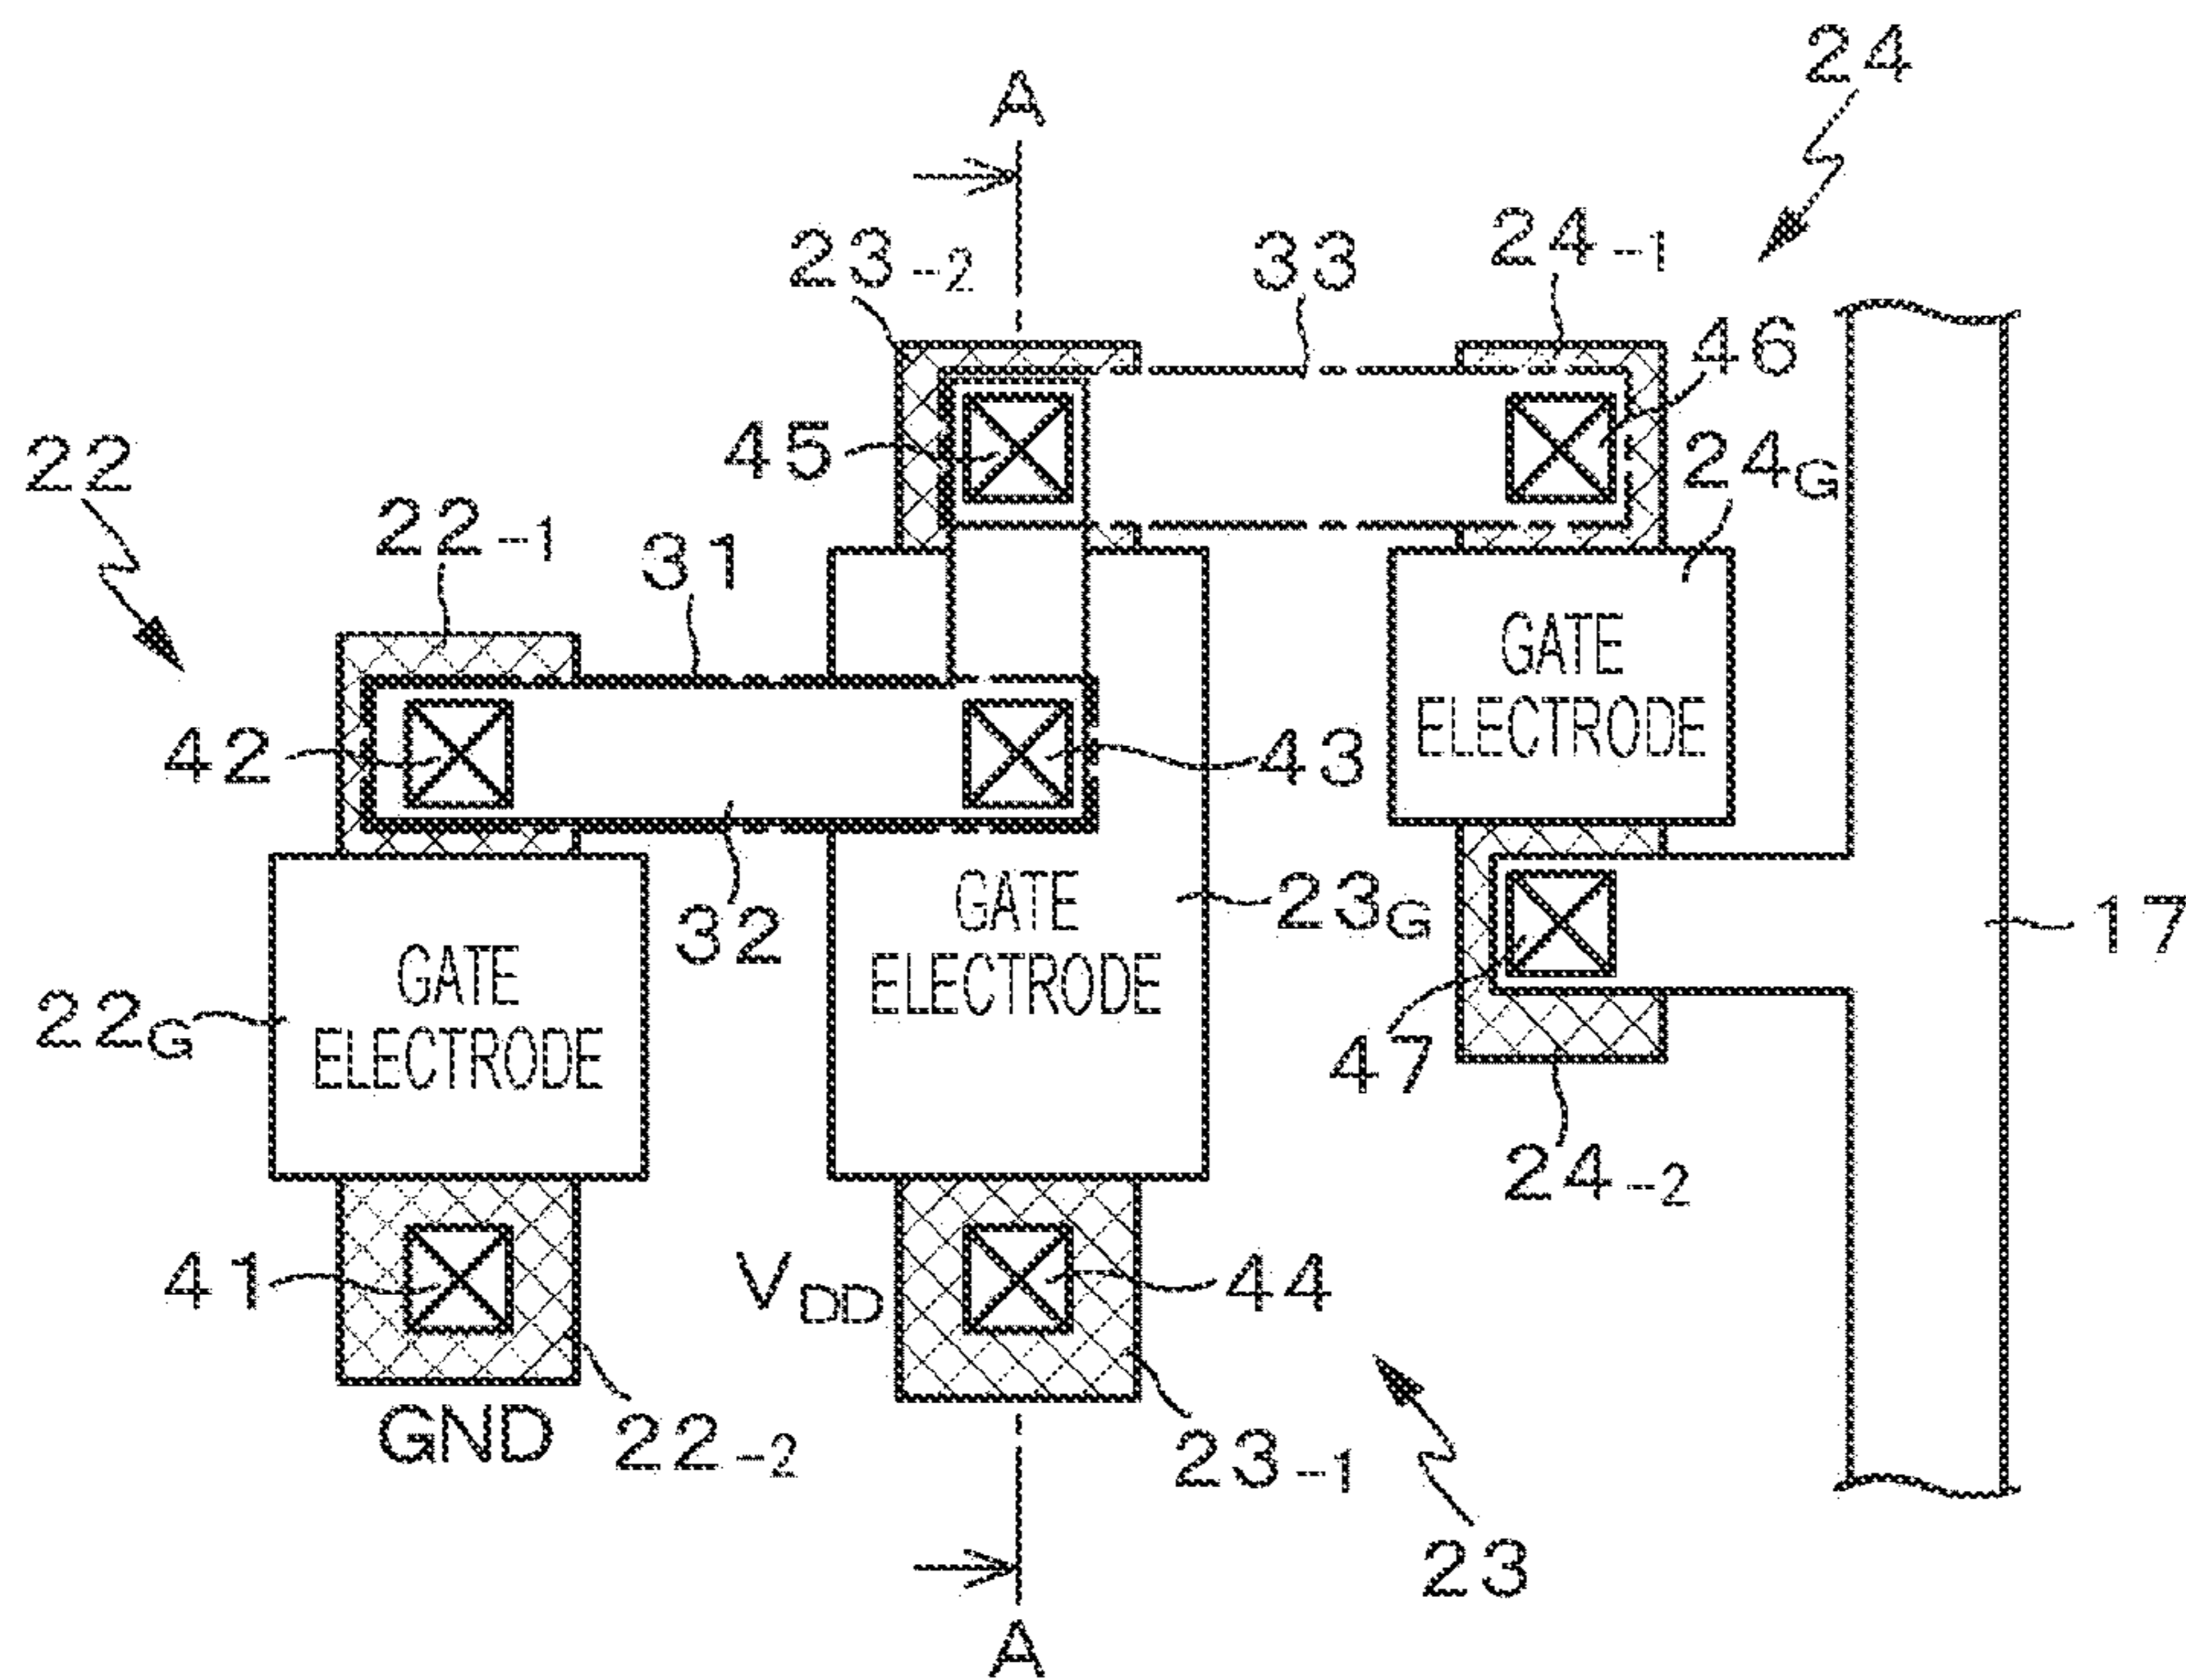 24
A
23-2
33
24-1
46
45
24G
22
22-1
31
GATE
ELECTRODE
42
43
GATE
ELECTRODE
32
23G
17
GATE
ELECTRODE
22G
47
24-2
41
VDD
44
GND
22-2
23-1
23
A